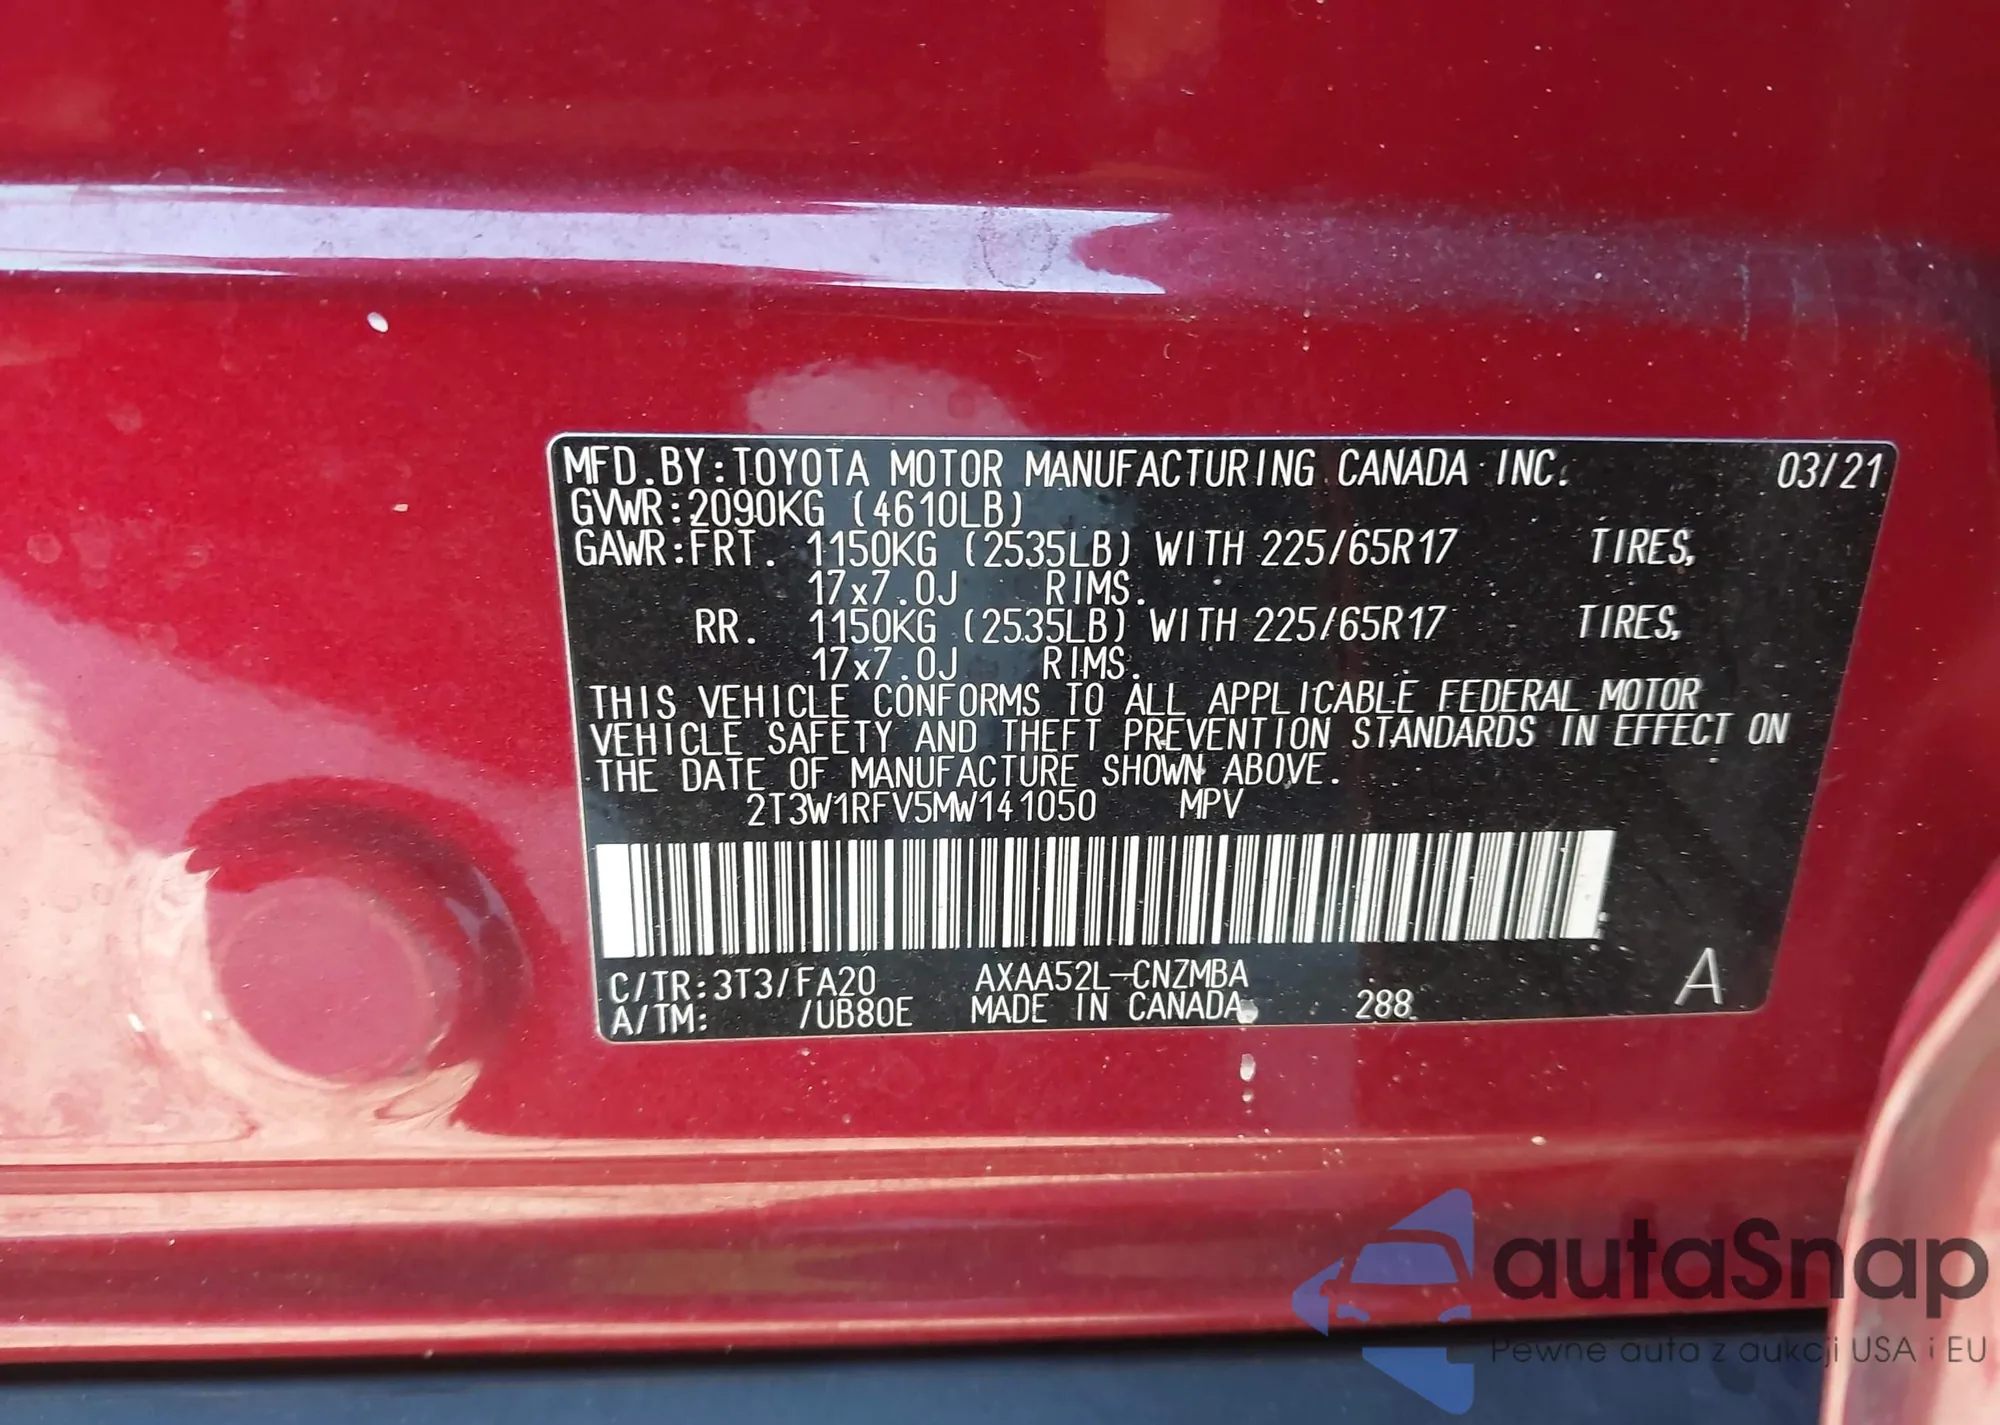 MFD.BY:TOYOTA MOTOR MANUFACTURING CANADA INC. 03/21
GVWR:2090KG (4610LB)
GAWR:FRT. 1150KG (2535LB) WITH 225/65R17 TIRES,
17x7.0J RIMS.
RR. 1150KG (2535LB) WITH 225/65R17 TIRES,
17x7.0J RIMS.
THIS VEHICLE CONFORMS TO ALL APPLICABLE FEDERAL MOTOR
VEHICLE SAFETY AND THEFT PREVENTION STANDARDS IN EFFECT ON
THE DATE OF MANUFACTURE SHOWN ABOVE.
2T3W1RFV5MW141050 MPV
C/TR:3T3/FA20 AXAA52L-CNZMBA A
A/TM: /UB80E MADE IN CANADA 288
autaSnap
Pewne auta z aukcji USA i EU